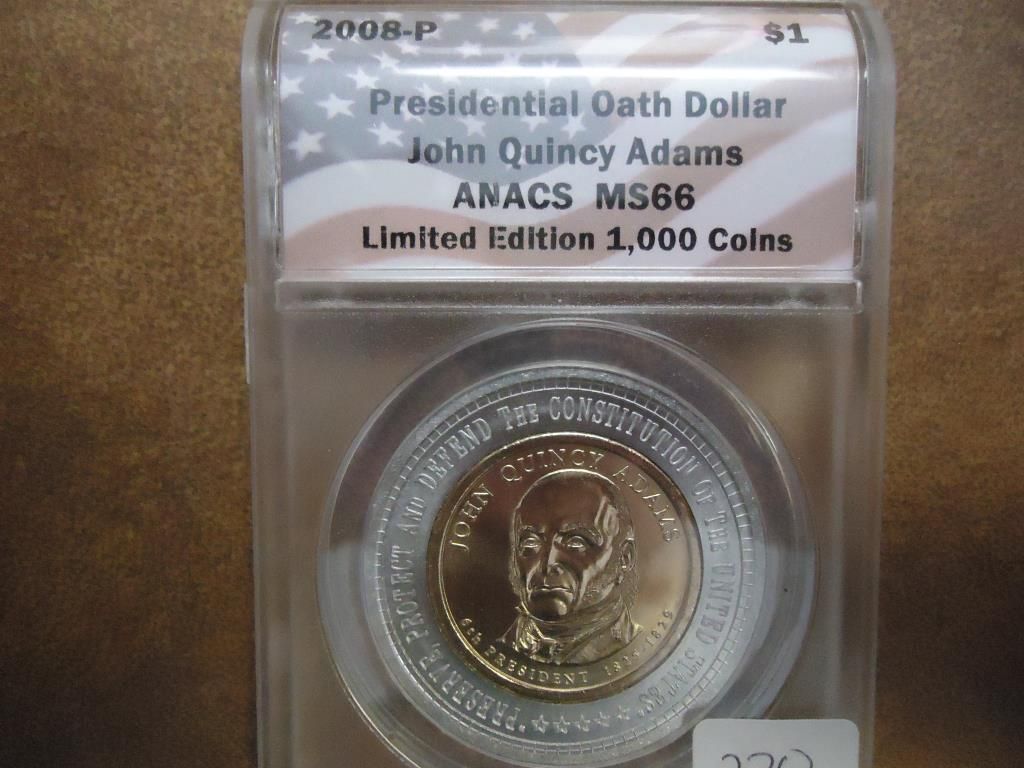 2008-P $1
Presidential Oath Dollar
John Quincy Adams
ANACS MS66
Limited Edition 1,000 Coins
"PRESERVE, PROTECT AND DEFEND THE CONSTITUTION OF THE UNITED STATES."
JOHN QUINCY ADAMS
6th PRESIDENT 1825-1829